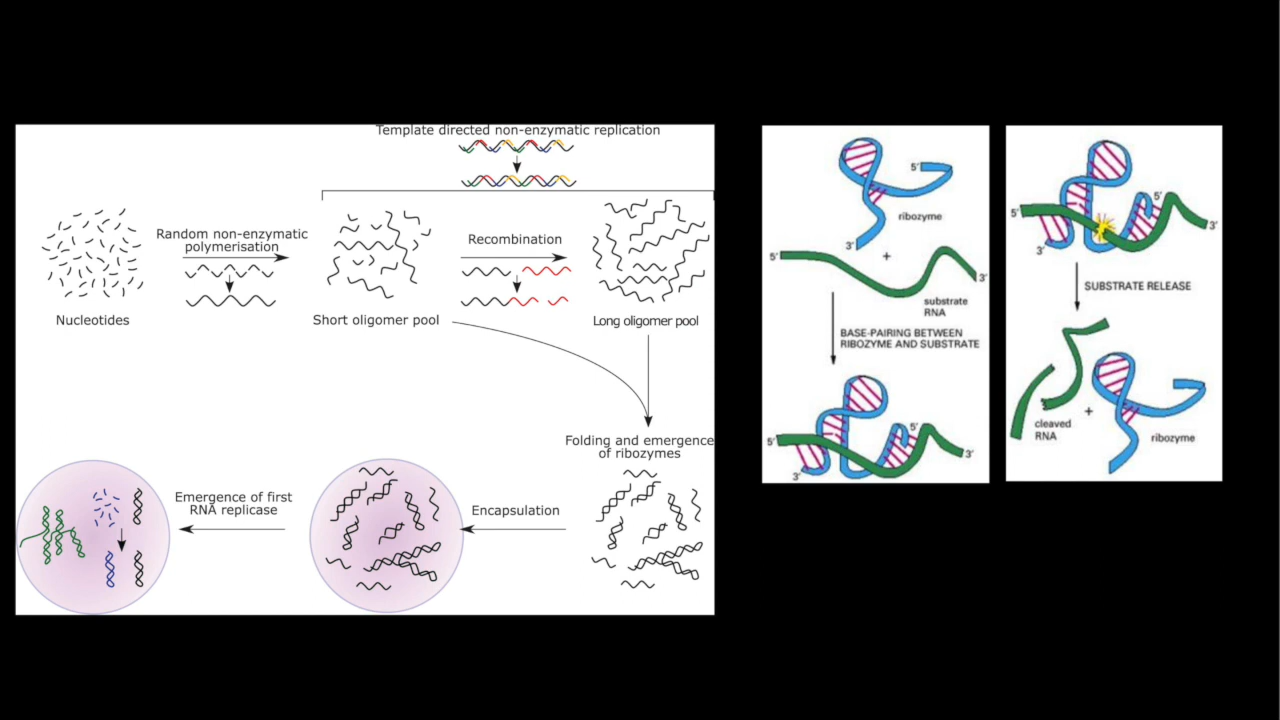 Template directed non-enzymatic replication
Random non-enzymatic
polymerisation
Recombination
Nucleotides
Short oligomer pool
Long oligomer pool
Folding and emergence
of ribozymes
Emergence of first
RNA replicase
Encapsulation
5′
ribozyme
3′
+
5′
3′
substrate
RNA
BASE-PAIRING BETWEEN
RIBOZYME AND SUBSTRATE
5′
5′
3′
3′
5′
5′
3′
3′
SUBSTRATE RELEASE
+
cleaved
RNA
ribozyme